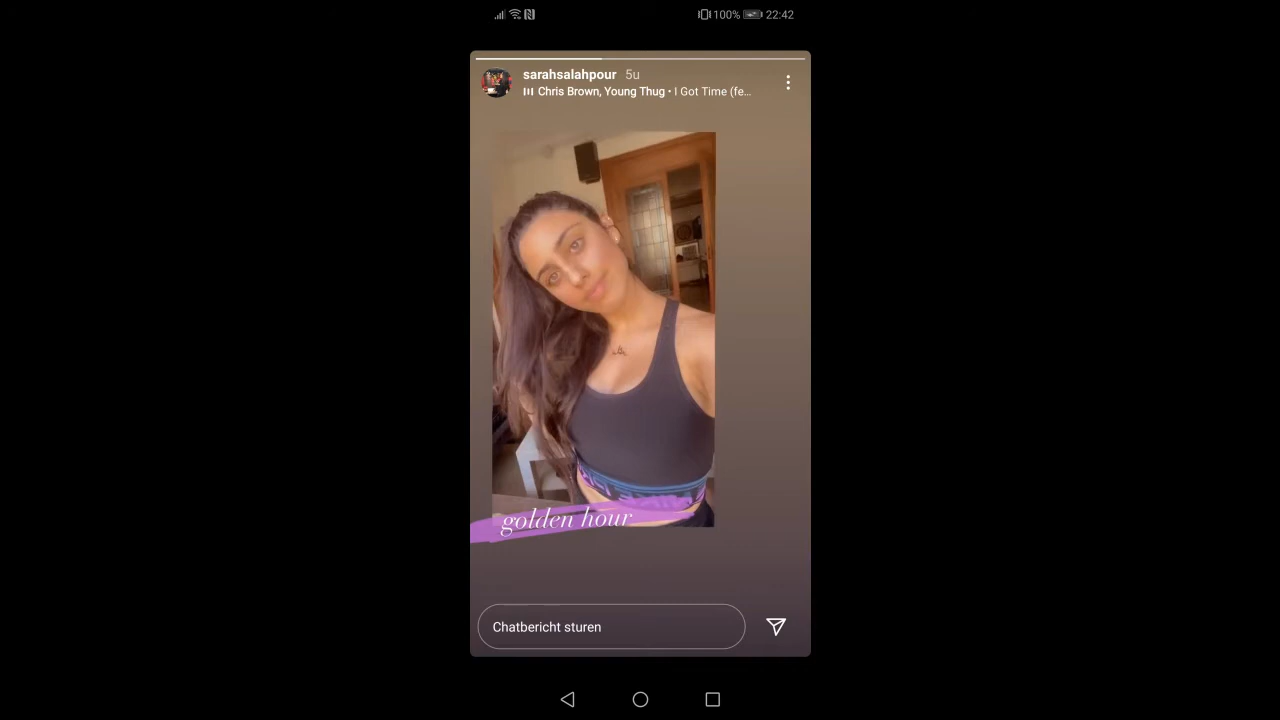 100% 22:42
sarahsalahpour 5u
Chris Brown, Young Thug • I Got Time (fe...
golden hour
Chatbericht sturen